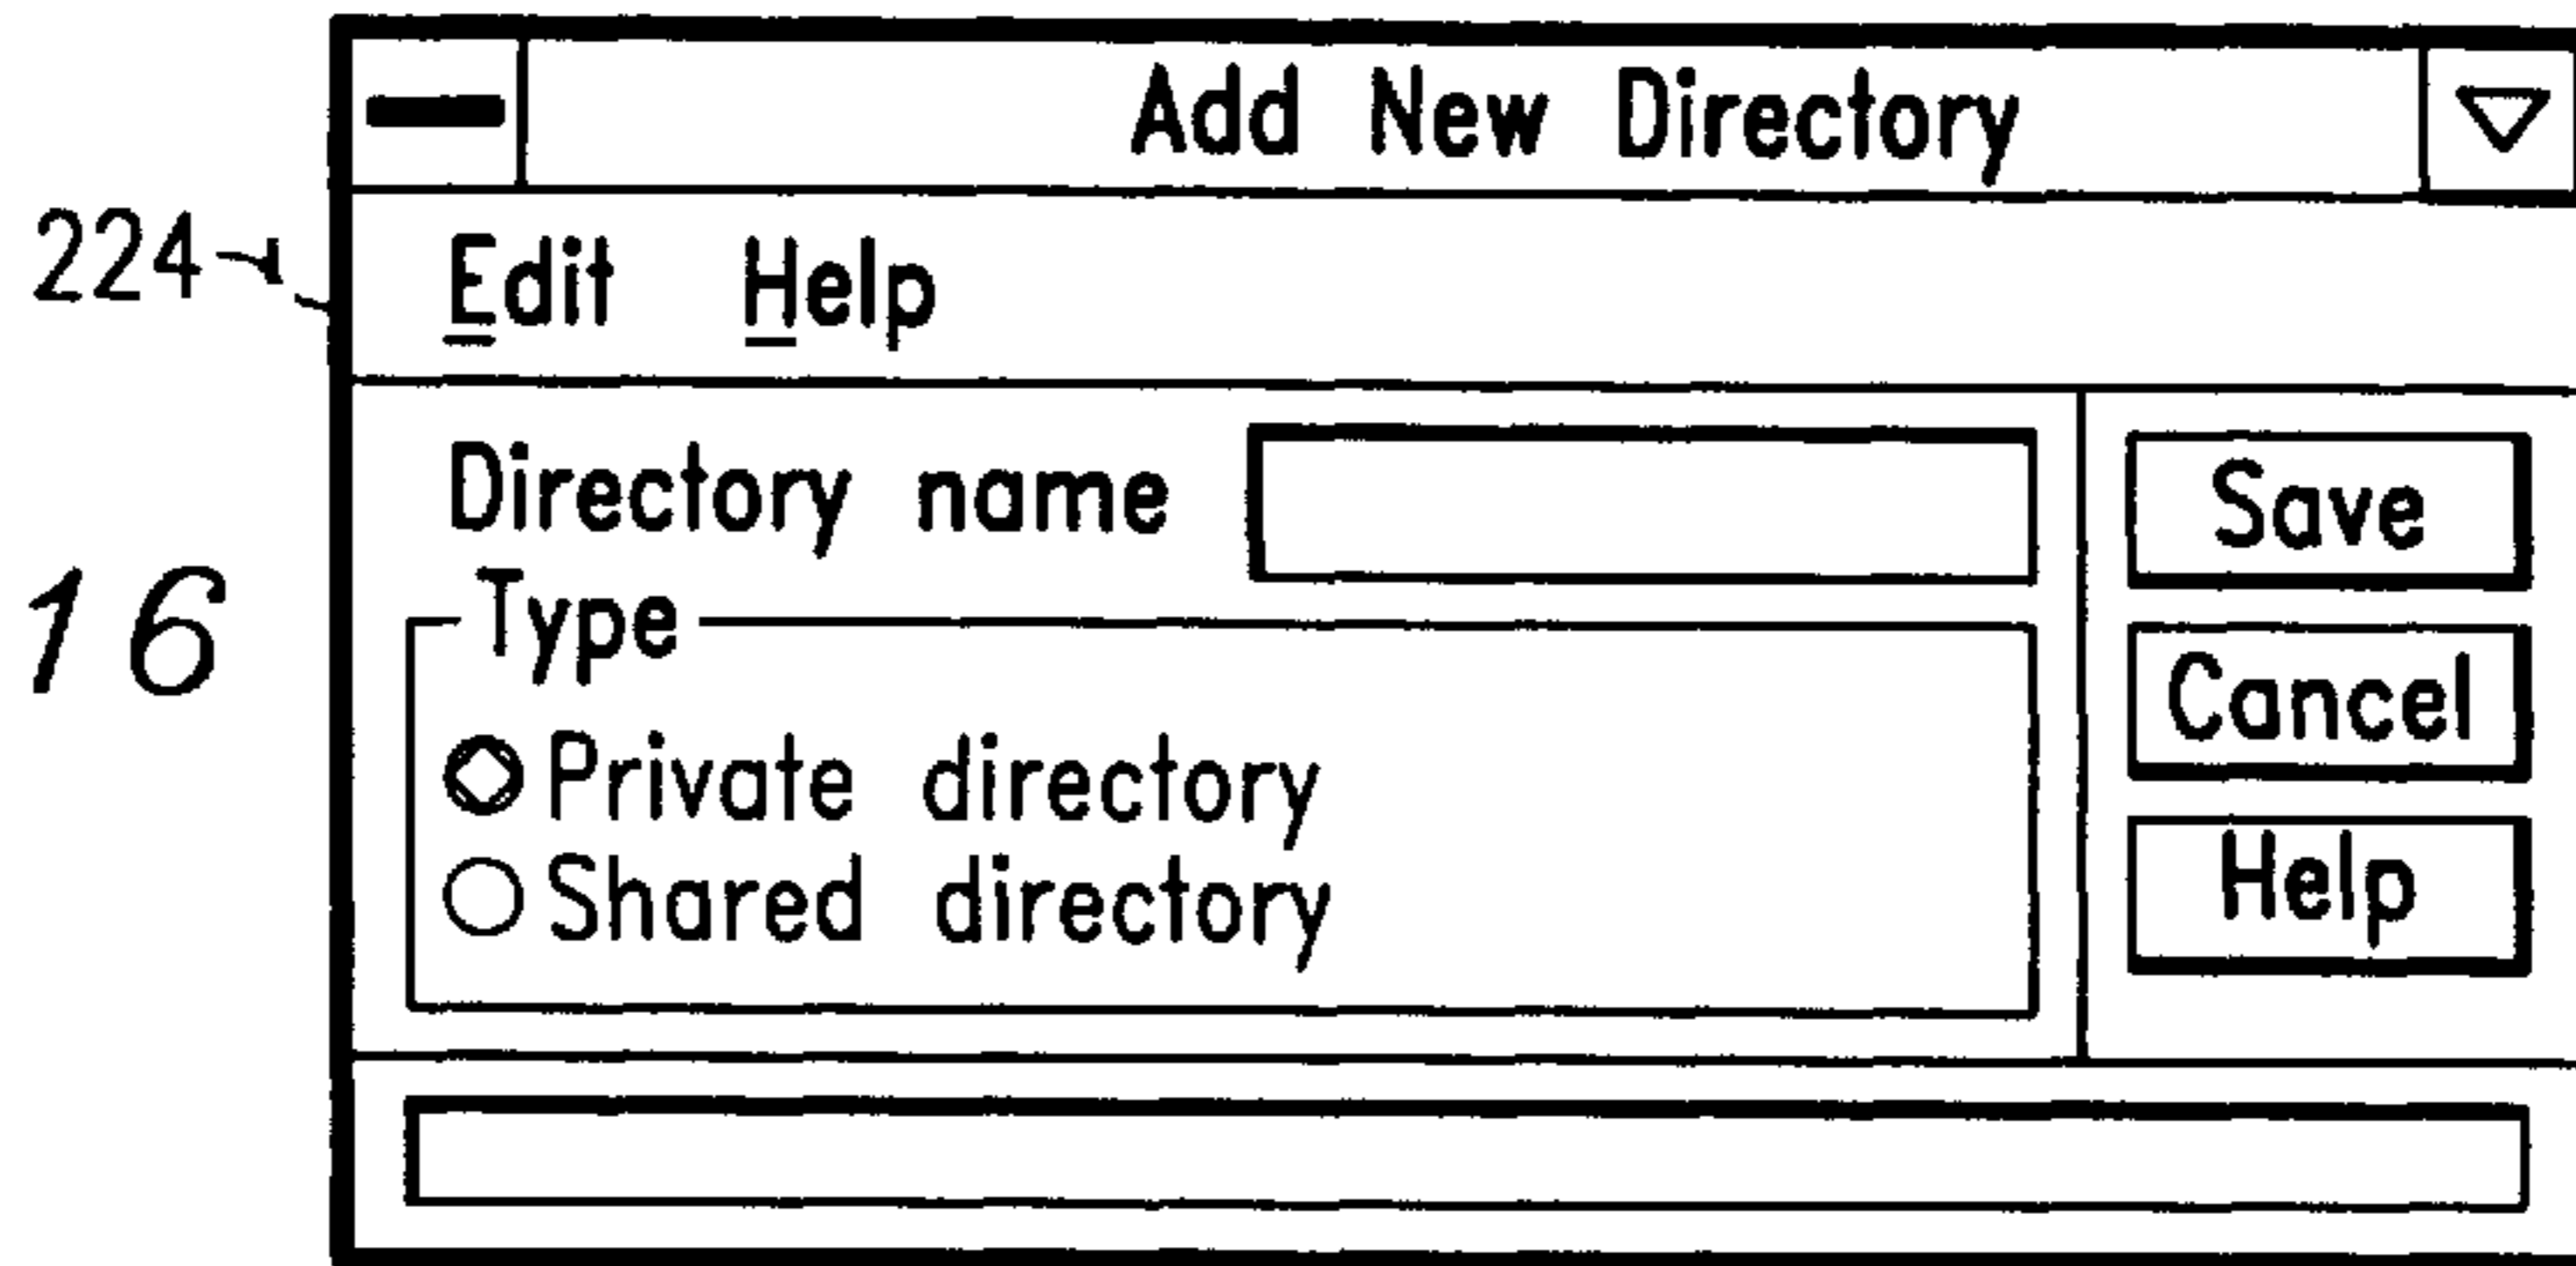 Add New Directory
224
Edit Help
Directory name
Save
16
Type
Cancel
Private directory
Help
Shared directory